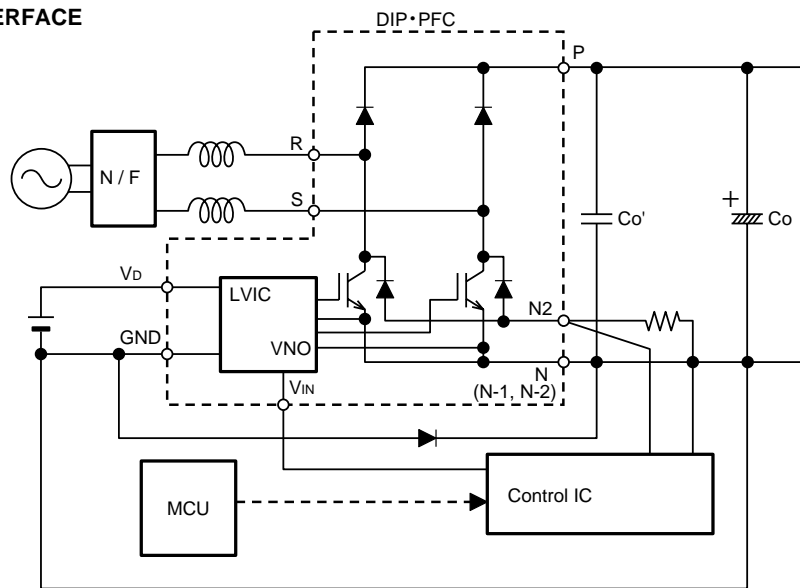 ERFACE
DIP・PFC
P
R
N / F
S
Co'
+
Co
VD
LVIC
N2
GND
VNO
N
(N-1, N-2)
VIN
MCU
Control IC